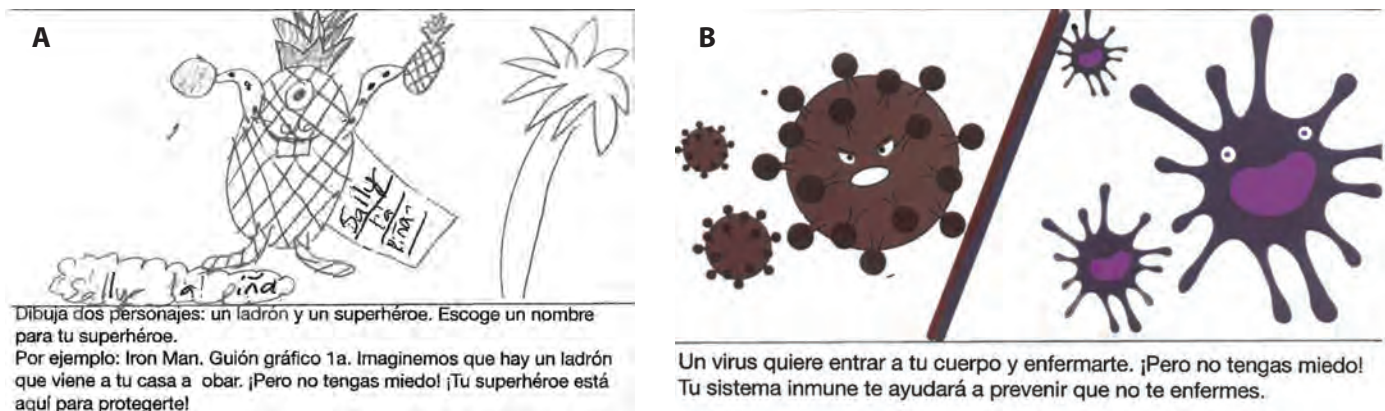 A
Sally
la
piña
Sally la piña
Dibuja dos personajes: un ladrón y un superhéroe. Escoge un nombre
para tu superhéroe.
Por ejemplo: Iron Man. Guión gráfico 1a. Imaginemos que hay un ladrón
que viene a tu casa a  obar. ¡Pero no tengas miedo! ¡Tu superhéroe está
aquí para protegerte!
B
Un virus quiere entrar a tu cuerpo y enfermarte. ¡Pero no tengas miedo!
Tu sistema inmune te ayudará a prevenir que no te enfermes.